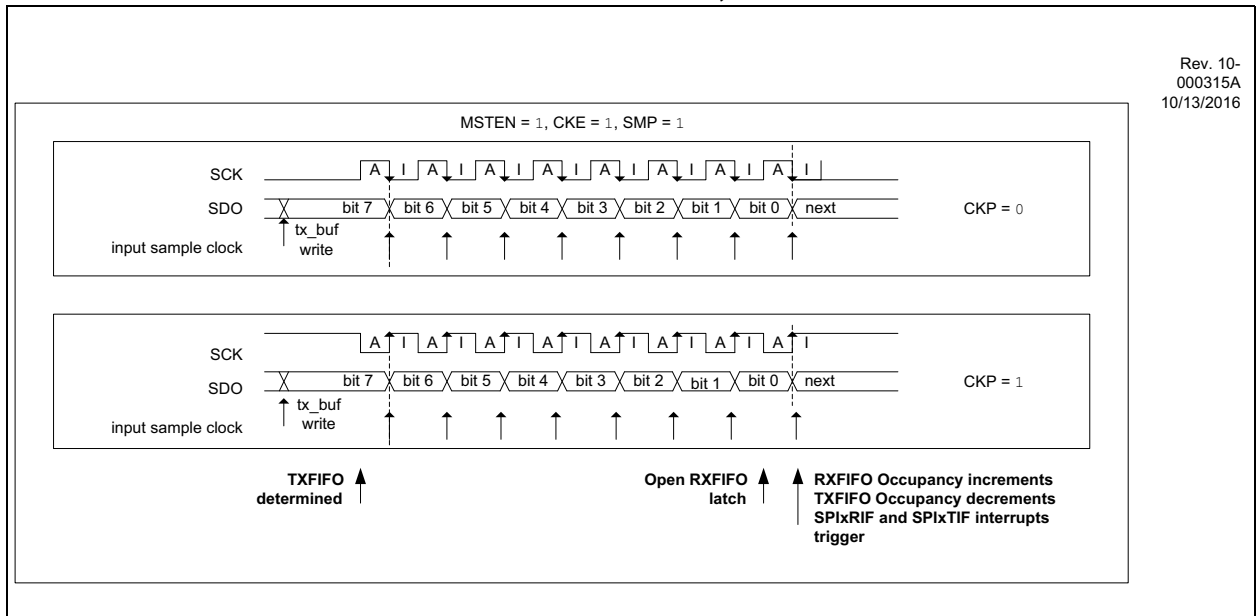 Rev. 10-
000315A
10/13/2016
MSTEN = 1, CKE = 1, SMP = 1
SCK
A I A I A I A I A I A I A I A I
SDO
bit 7 bit 6 bit 5 bit 4 bit 3 bit 2 bit 1 bit 0 next
CKP = 0
tx_buf
write
input sample clock
SCK
A I A I A I A I A I A I A I A I
SDO
bit 7 bit 6 bit 5 bit 4 bit 3 bit 2 bit 1 bit 0 next
CKP = 1
tx_buf
write
input sample clock
TXFIFO
determined
Open RXFIFO
latch
RXFIFO Occupancy increments
TXFIFO Occupancy decrements
SPIxRIF and SPIxTIF interrupts
trigger